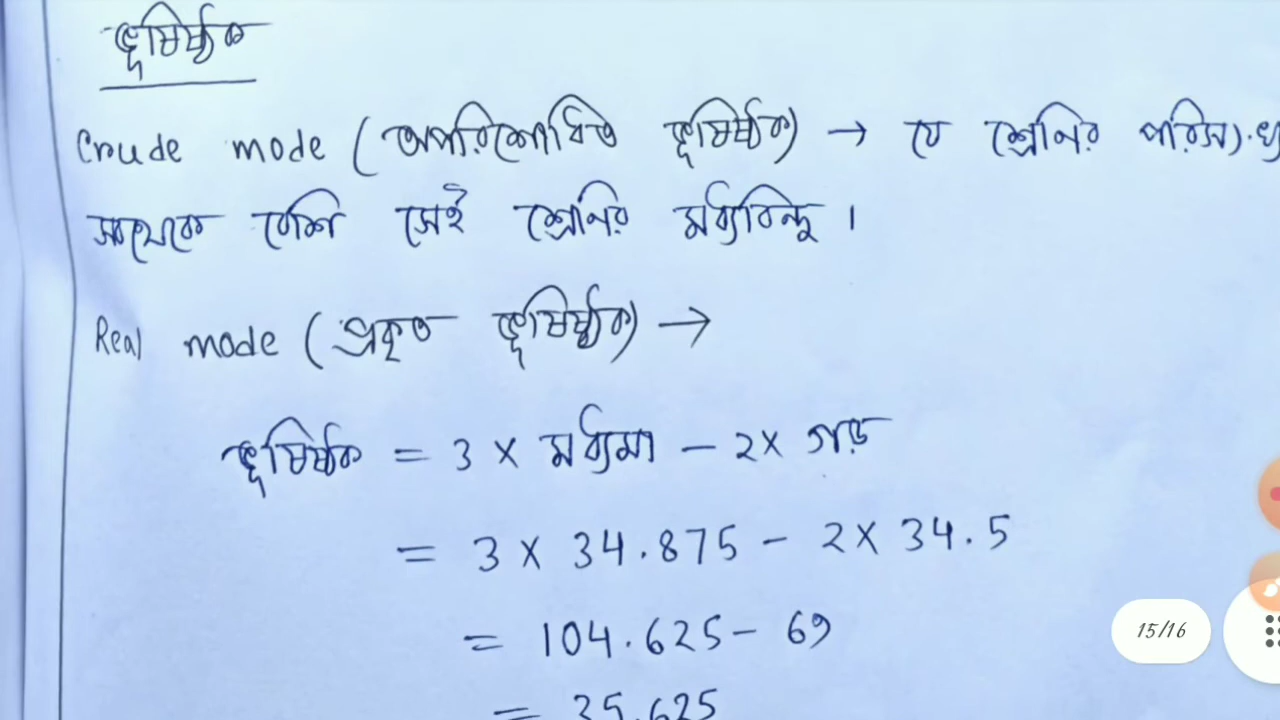 ভূষিষ্ঠক
Crude mode (অপরিশোধিত ভূষিষ্ঠক) → যে শ্রেনির পরিসংখ্যা
সবথেকে বেশি সেই শ্রেনির মধ্যবিন্দু ।
Real mode (প্রকৃত ভূষিষ্ঠক) →
ভূষিষ্ঠক = 3 × মধ্যমা - 2 × গড়
= 3 × 34.875 - 2 × 34.5
= 104.625 - 69
= 35.625
15/16